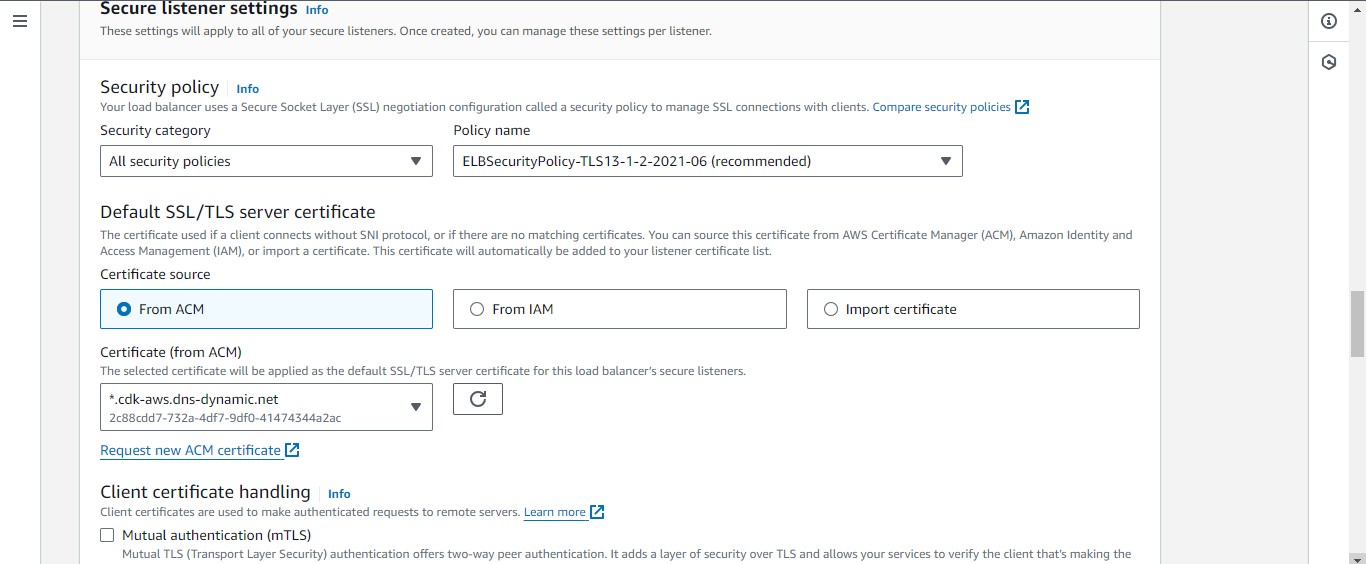 Secure listener settings Info
These settings will apply to all of your secure listeners. Once created, you can manage these settings per listener.
Security policy Info
Your load balancer uses a Secure Socket Layer (SSL) negotiation configuration called a security policy to manage SSL connections with clients. Compare security policies
Security category
Policy name
All security policies
ELBSecurityPolicy-TLS13-1-2-2021-06 (recommended)
Default SSL/TLS server certificate
The certificate used if a client connects without SNI protocol, or if there are no matching certificates. You can source this certificate from AWS Certificate Manager (ACM), Amazon Identity and
Access Management (IAM), or import a certificate. This certificate will automatically be added to your listener certificate list.
Certificate source
From ACM
From IAM
Import certificate
Certificate (from ACM)
The selected certificate will be applied as the default SSL/TLS server certificate for this load balancer's secure listeners.
*.cdk-aws.dns-dynamic.net
2c88cdd7-732a-4df7-9df0-41474344a2ac
Request new ACM certificate
Client certificate handling Info
Client certificates are used to make authenticated requests to remote servers. Learn more
Mutual authentication (mTLS)
Mutual TLS (Transport Layer Security) authentication offers two-way peer authentication. It adds a layer of security over TLS and allows your services to verify the client that's making the